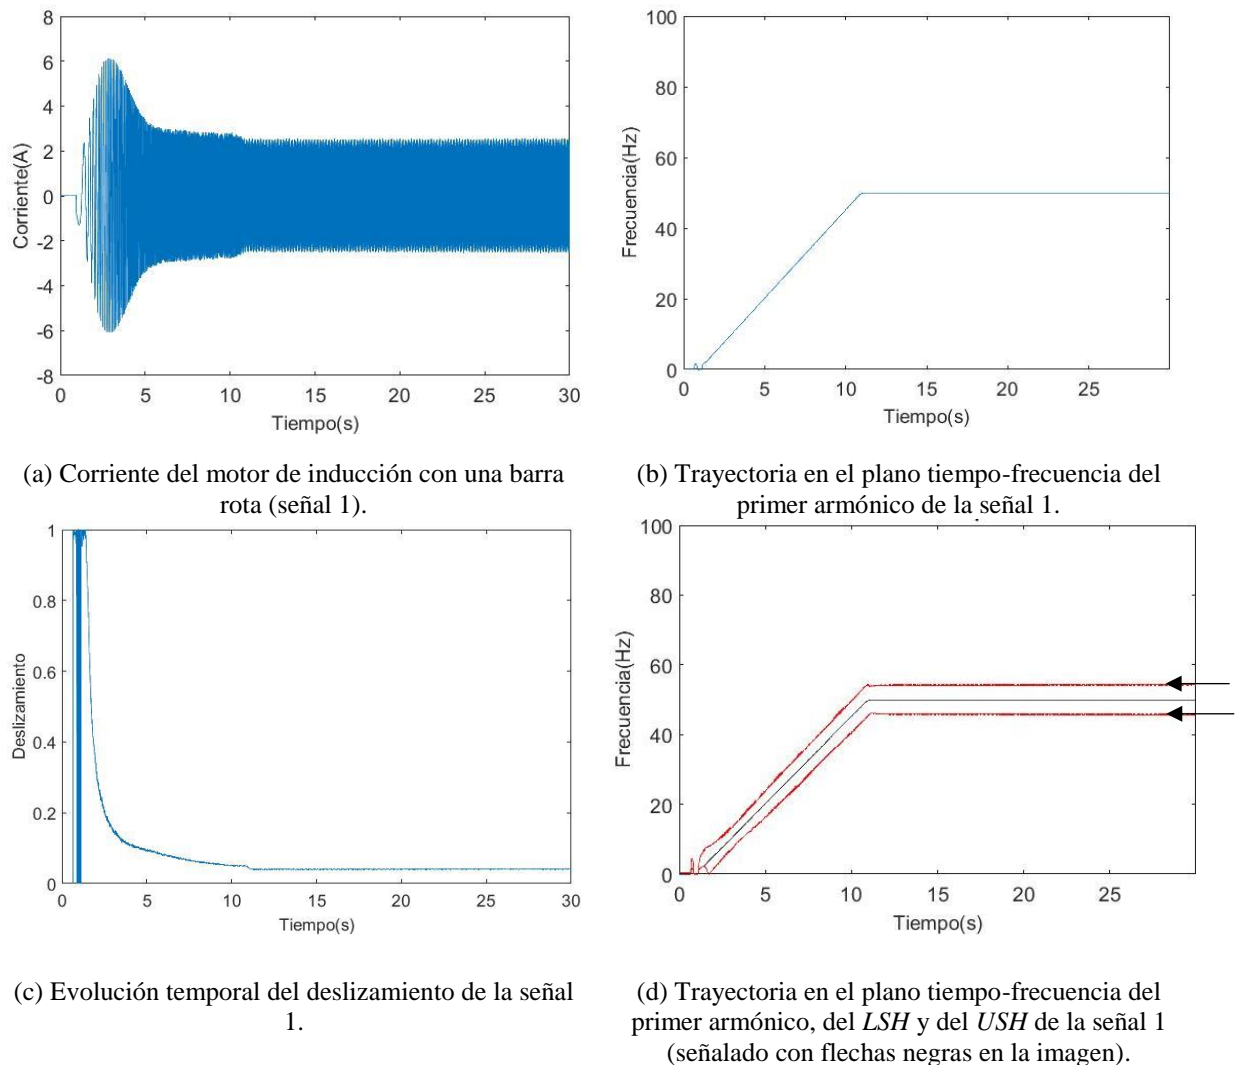 8
6
4
2
0
-2
-4
-6
-8
Corriente(A)
0 5 10 15 20 25 30
Tiempo(s)
100
80
60
40
20
0
Frecuencia(Hz)
0 5 10 15 20 25
Tiempo(s)
(a) Corriente del motor de inducción con una barra
rota (señal 1).
(b) Trayectoria en el plano tiempo-frecuencia del
primer armónico de la señal 1.
1
0.8
0.6
0.4
0.2
0
Deslizamiento
0 5 10 15 20 25 30
Tiempo(s)
100
80
60
40
20
0
Frecuencia(Hz)
0 5 10 15 20 25
Tiempo(s)
(c) Evolución temporal del deslizamiento de la señal
1.
(d) Trayectoria en el plano tiempo-frecuencia del
primer armónico, del LSH y del USH de la señal 1
(señalado con flechas negras en la imagen).